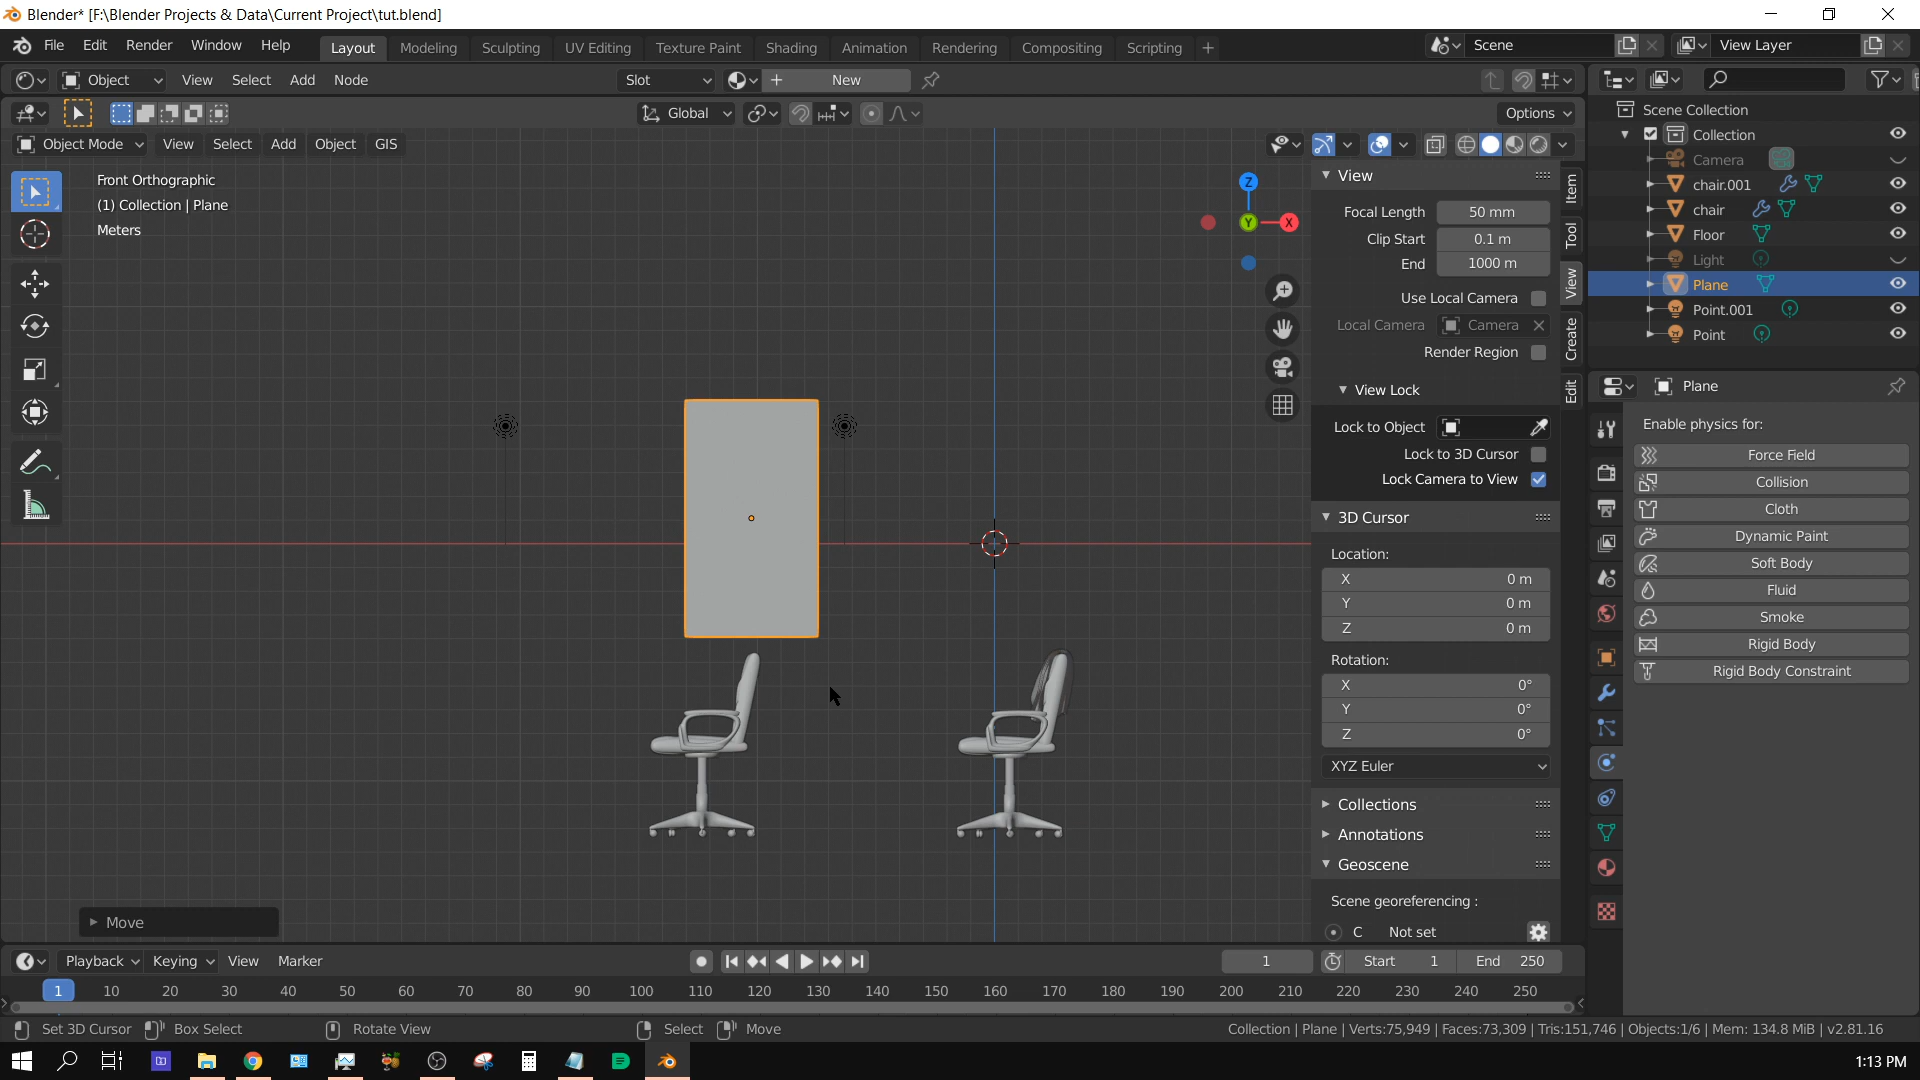 Blender* [F:\Blender Projects & Data\Current Project\tut.blend]
File Edit Render Window Help Layout Modeling Sculpting UV Editing Texture Paint Shading Animation Rendering Compositing Scripting + Scene View Layer
Object View Select Add Node Slot New
Global Options
Object Mode View Select Add Object GIS
Front Orthographic
(1) Collection | Plane
Meters
Z
Y
X
View
Focal Length 50 mm
Clip Start 0.1 m
End 1000 m
Use Local Camera
Local Camera Camera
Render Region
View Lock
Lock to Object
Lock to 3D Cursor
Lock Camera to View
3D Cursor
Location:
X 0 m
Y 0 m
Z 0 m
Rotation:
X 0°
Y 0°
Z 0°
XYZ Euler
Collections
Annotations
Geoscene
Scene georeferencing :
C Not set
Item
Tool
View
Create
Edit
Scene Collection
Collection
Camera
chair.001
chair
Floor
Light
Plane
Point.001
Point
Plane
Enable physics for:
Force Field
Collision
Cloth
Dynamic Paint
Soft Body
Fluid
Smoke
Rigid Body
Rigid Body Constraint
Move
Playback Keying View Marker 1 Start 1 End 250
1 10 20 30 40 50 60 70 80 90 100 110 120 130 140 150 160 170 180 190 200 210 220 230 240 250
Set 3D Cursor Box Select Rotate View Select Move Collection | Plane | Verts:75,949 | Faces:73,309 | Tris:151,746 | Objects:1/6 | Mem: 134.8 MiB | v2.81.16
1:13 PM